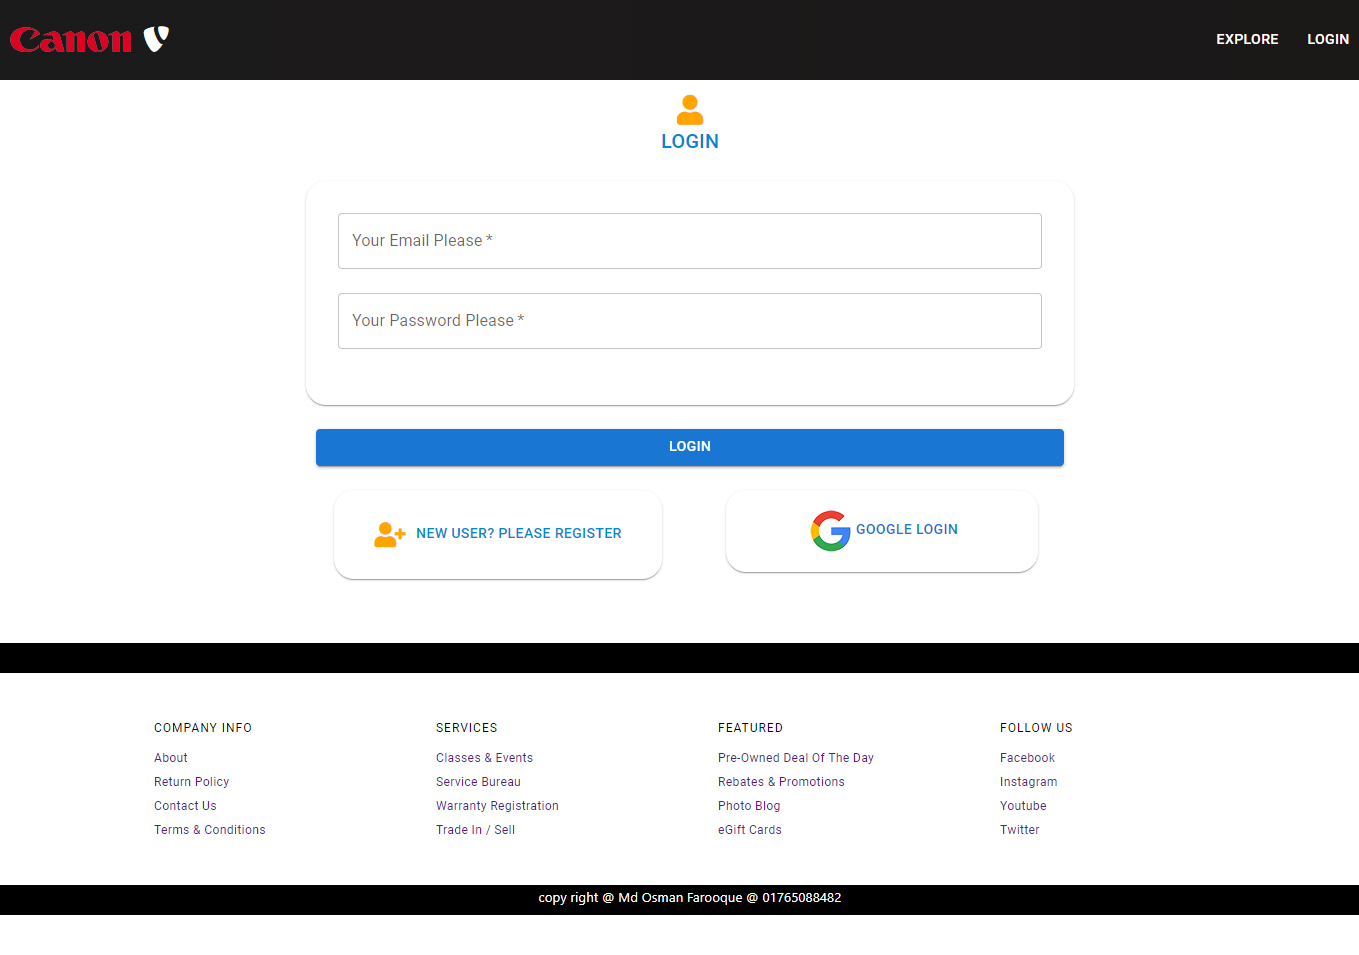 Canon
EXPLORE
LOGIN
LOGIN
Your Email Please *
Your Password Please *
LOGIN
NEW USER? PLEASE REGISTER
GOOGLE LOGIN
COMPANY INFO
About
Return Policy
Contact Us
Terms & Conditions
SERVICES
Classes & Events
Service Bureau
Warranty Registration
Trade In / Sell
FEATURED
Pre-Owned Deal Of The Day
Rebates & Promotions
Photo Blog
eGift Cards
FOLLOW US
Facebook
Instagram
Youtube
Twitter
copy right @ Md Osman Farooque @ 01765088482